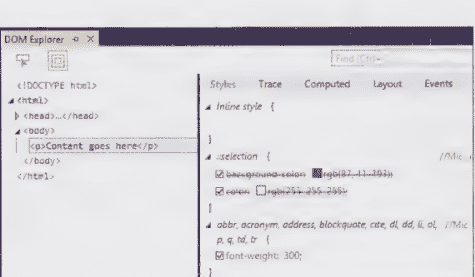 DOM Explorer
Find (Ctrl+
<!DOCTYPE html>
<html>
<head>...</head>
<body>
<p>Content goes here</p>
</body>
</html>
Styles Trace Computed Layout Events
Inline style {
}
::selection { //Mic
background-color: rgb(87, 41, 193);
color: rgb(255, 255, 255);
}
abbr, acronym, address, blockquote, cite, dl, dd, li, ol, //Mic
p, q, td, tr {
font-weight: 300;
}